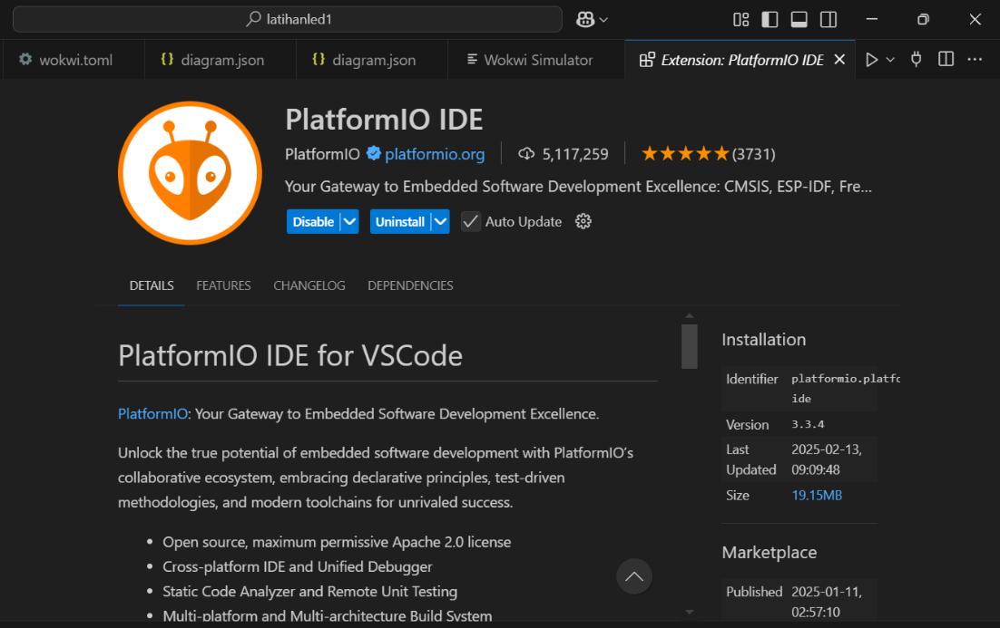 latihanled1
wokwi.toml
{} diagram.json
{} diagram.json
Wokwi Simulator
Extension: PlatformIO IDE
PlatformIO IDE
PlatformIO platformio.org 5,117,259 (3731)
Your Gateway to Embedded Software Development Excellence: CMSIS, ESP-IDF, Fre...
Disable Uninstall Auto Update
DETAILS FEATURES CHANGELOG DEPENDENCIES
PlatformIO IDE for VSCode
PlatformIO: Your Gateway to Embedded Software Development Excellence.
Unlock the true potential of embedded software development with PlatformIO’s
collaborative ecosystem, embracing declarative principles, test-driven
methodologies, and modern toolchains for unrivaled success.
• Open source, maximum permissive Apache 2.0 license
• Cross-platform IDE and Unified Debugger
• Static Code Analyzer and Remote Unit Testing
• Multi-platform and Multi-architecture Build System
Installation
Identifier platformio.platfo
ide
Version 3.3.4
Last 2025-02-13,
Updated 09:09:48
Size 19.15MB
Marketplace
Published 2025-01-11,
02:57:10